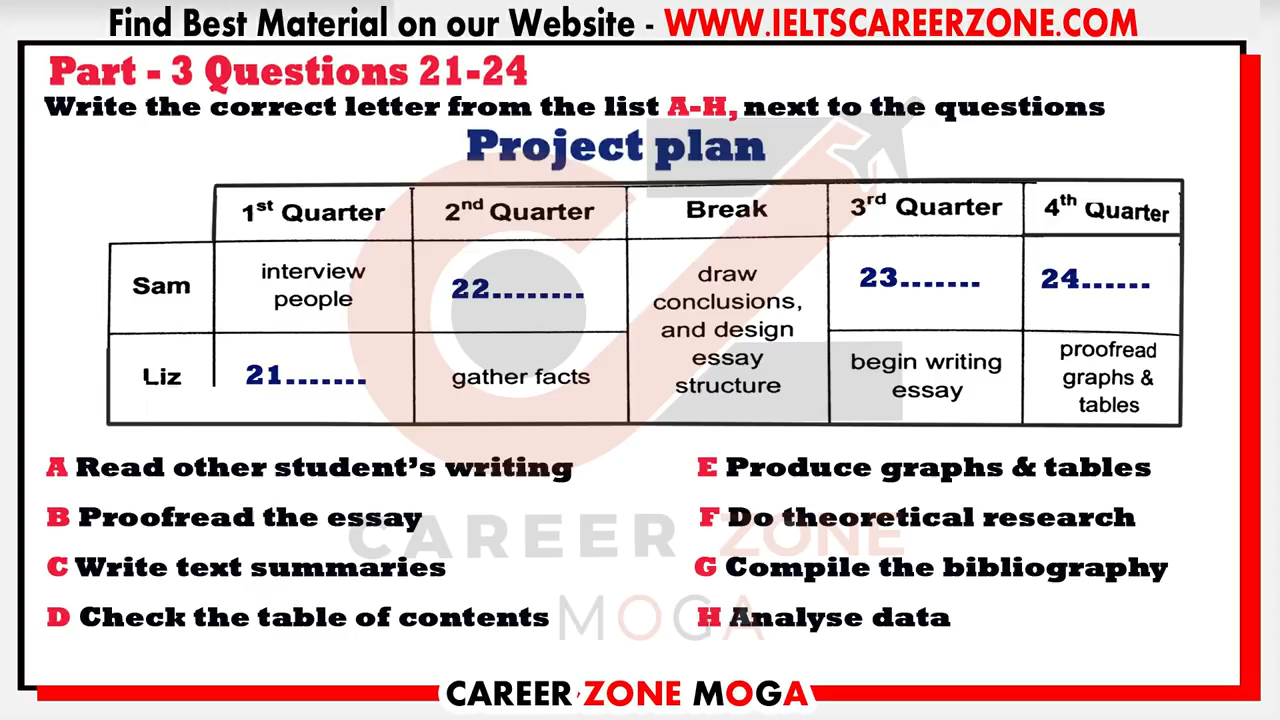 Find Best Material on our Website - WWW.IELTSCAREERZONE.COM
Part - 3 Questions 21-24
Write the correct letter from the list A-H, next to the questions
Project plan
1st Quarter 2nd Quarter Break 3rd Quarter 4th Quarter
Sam
interview
people
22........
draw
conclusions,
and design
essay
structure
23.......
24......
Liz
21.......
gather facts
begin writing
essay
proofread
graphs &
tables
A Read other student's writing
B Proofread the essay
C Write text summaries
D Check the table of contents
E Produce graphs & tables
F Do theoretical research
G Compile the bibliography
H Analyse data
CAREER ZONE
MOGA
CAREER ZONE MOGA